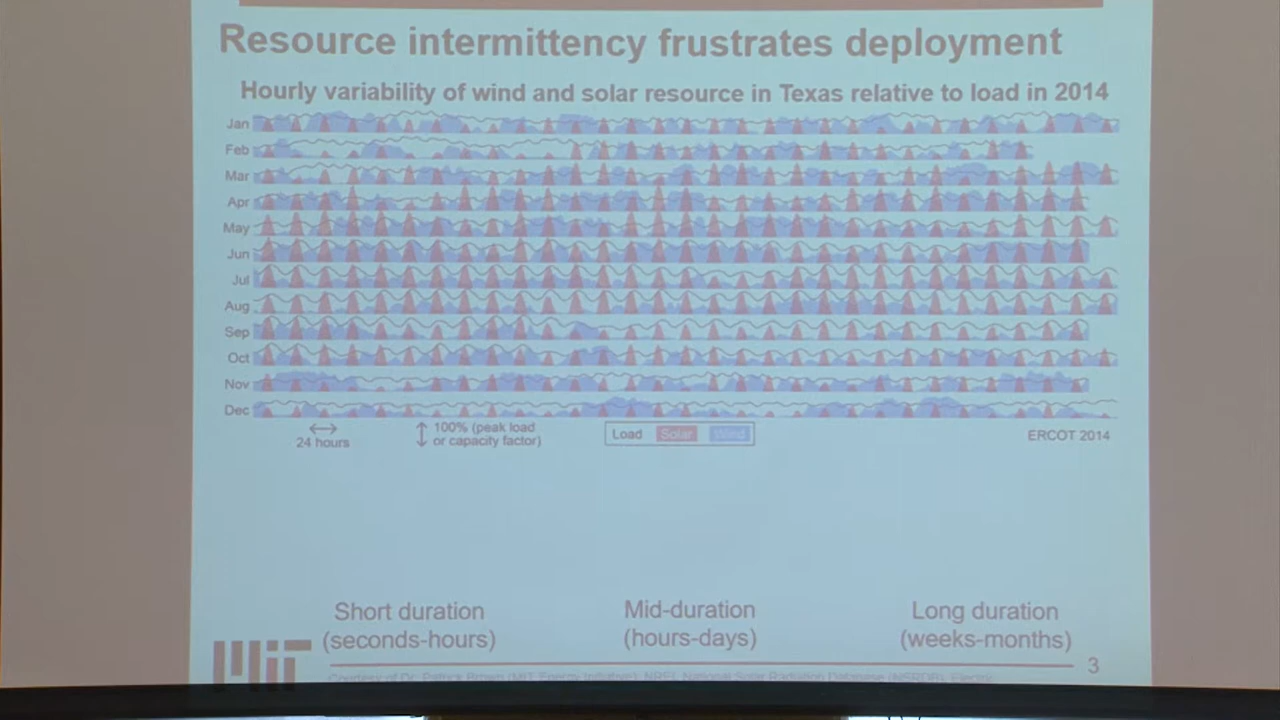 Resource intermittency frustrates deployment
Hourly variability of wind and solar resource in Texas relative to load in 2014
Jan
Feb
Mar
Apr
May
Jun
Jul
Aug
Sep
Oct
Nov
Dec
24 hours
100% (peak load
or capacity factor)
Load Solar Wind
ERCOT 2014
Short duration
(seconds-hours)
Mid-duration
(hours-days)
Long duration
(weeks-months)
MIT
3